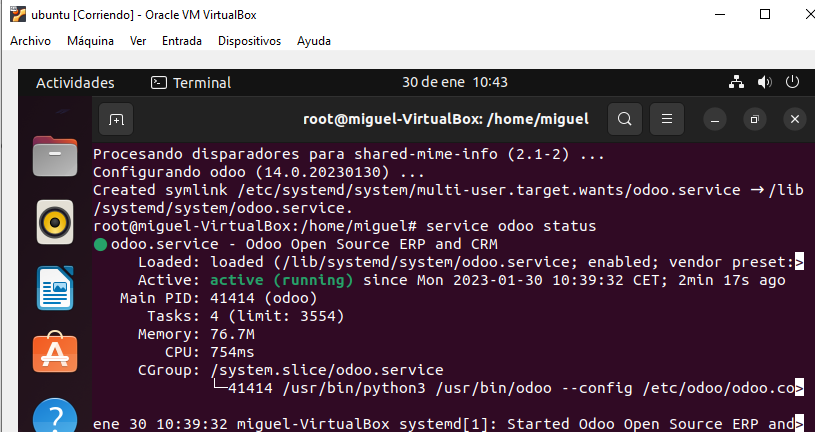 ubuntu [Corriendo] - Oracle VM VirtualBox
Archivo Máquina Ver Entrada Dispositivos Ayuda
Actividades Terminal 30 de ene 10:43
root@miguel-VirtualBox: /home/miguel
Procesando disparadores para shared-mime-info (2.1-2) ...
Configurando odoo (14.0.20230130) ...
Created symlink /etc/systemd/system/multi-user.target.wants/odoo.service → /lib
/systemd/system/odoo.service.
root@miguel-VirtualBox:/home/miguel# service odoo status
● odoo.service - Odoo Open Source ERP and CRM
Loaded: loaded (/lib/systemd/system/odoo.service; enabled; vendor preset:>
Active: active (running) since Mon 2023-01-30 10:39:32 CET; 2min 17s ago
Main PID: 41414 (odoo)
Tasks: 4 (limit: 3554)
Memory: 76.7M
CPU: 754ms
CGroup: /system.slice/odoo.service
└─41414 /usr/bin/python3 /usr/bin/odoo --config /etc/odoo/odoo.co>
ene 30 10:39:32 miguel-VirtualBox systemd[1]: Started Odoo Open Source ERP and>